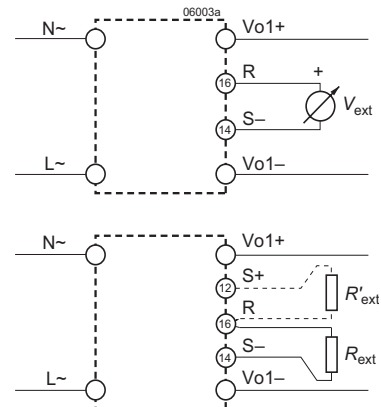 06003a
N~ Vo1+
16 R +
Vext
14 S–
L~ Vo1–
N~ Vo1+
S+
12
R'ext
R
16
S–
14 Rext
L~ Vo1–